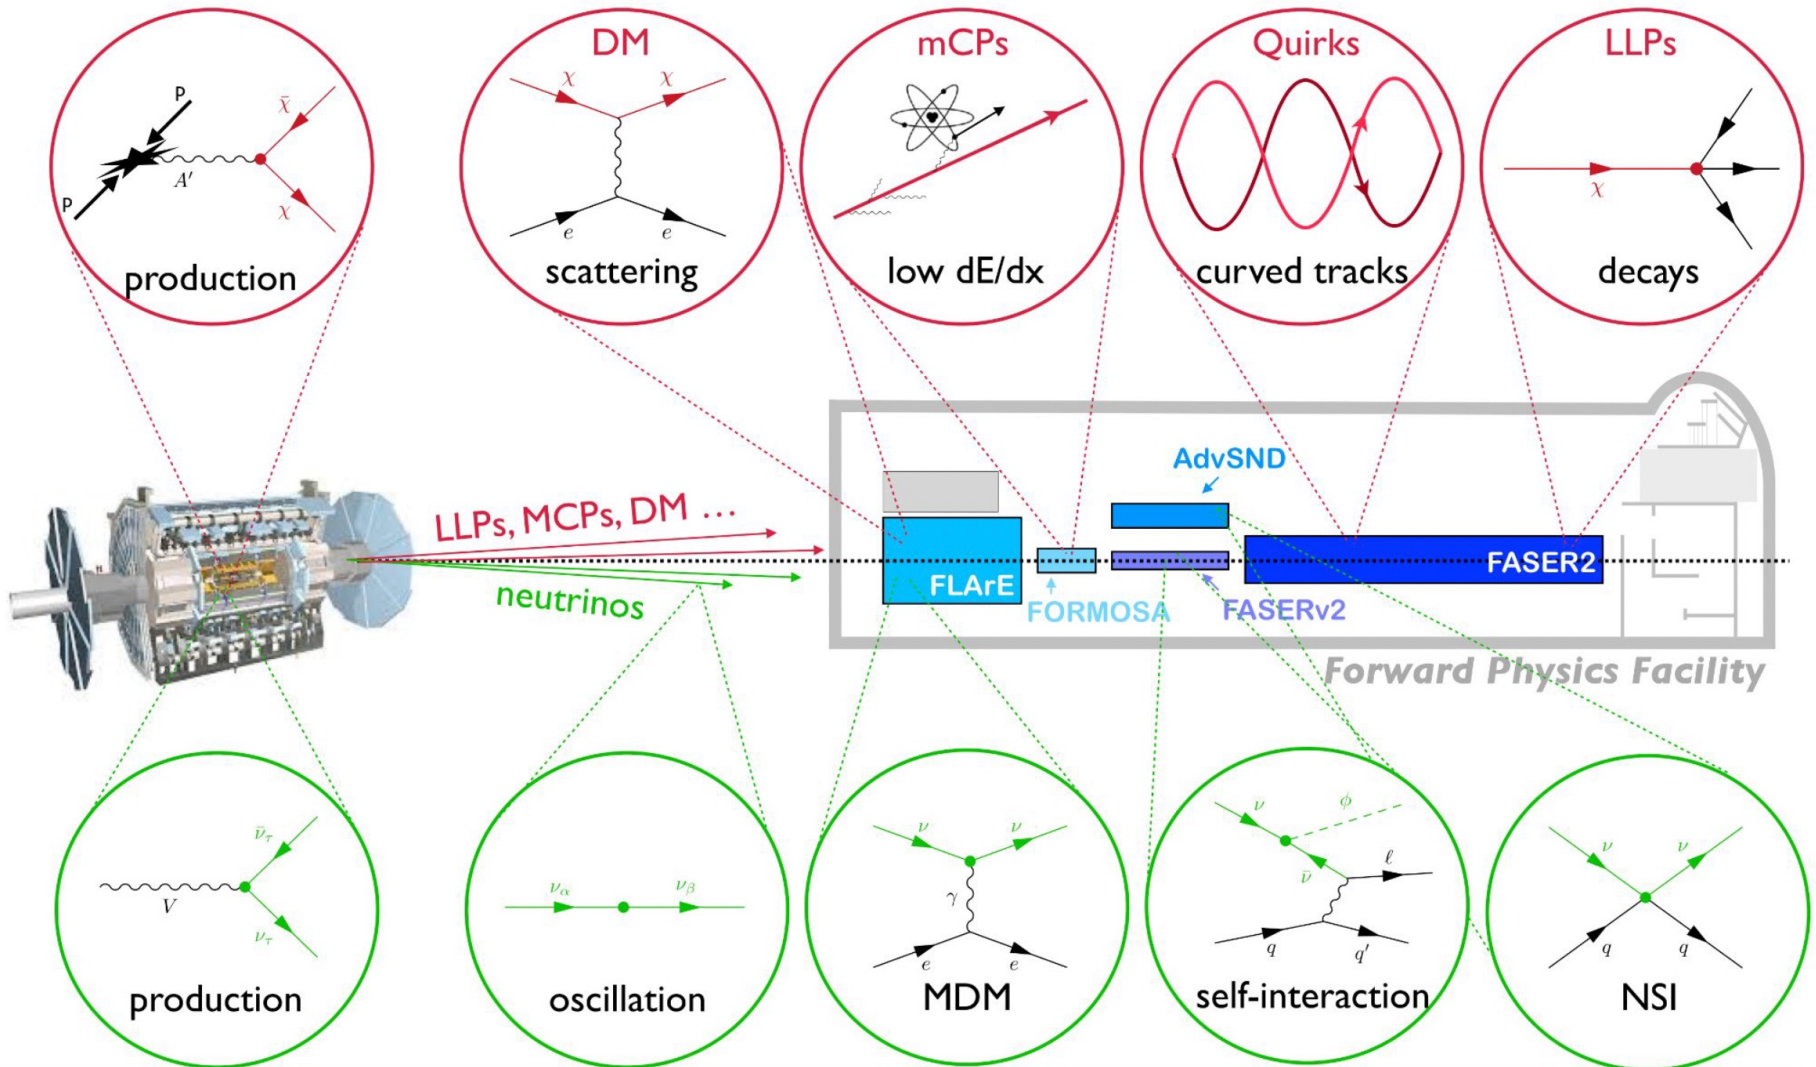 DM
mCPs
Quirks
LLPs
P
P
A′
χ̄
χ
χ
χ
e
e
χ
production
scattering
low dE/dx
curved tracks
decays
AdvSND
LLPs, MCPs, DM ...
neutrinos
FLArE
FORMOSA
FASERν2
FASER2
Forward Physics Facility
V
ν̄τ
ντ
να
νβ
ν
ν
γ
e
e
ν
ϕ
ν̄
ℓ
q
q′
ν
ν
q
q
production
oscillation
MDM
self-interaction
NSI